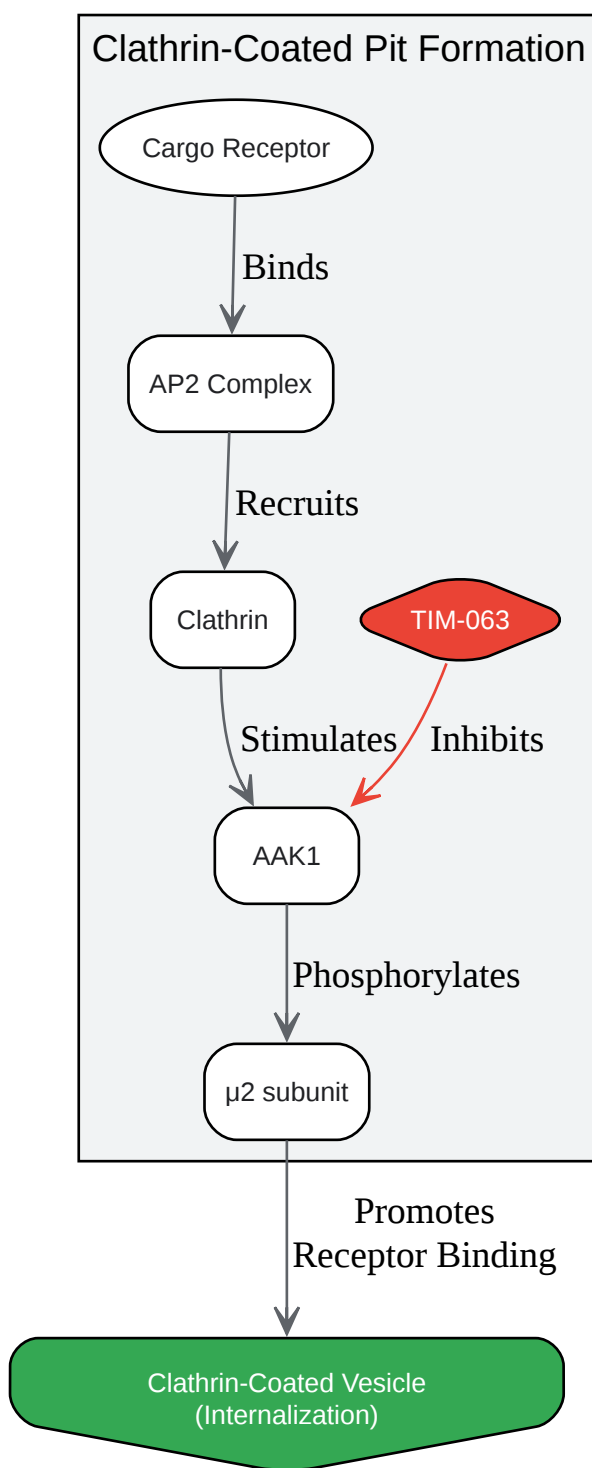 Clathrin-Coated Pit Formation
Cargo Receptor
Binds
AP2 Complex
Recruits
Clathrin
TIM-063
Stimulates
Inhibits
AAK1
Phosphorylates
μ2 subunit
Promotes
Receptor Binding
Clathrin-Coated Vesicle
(Internalization)